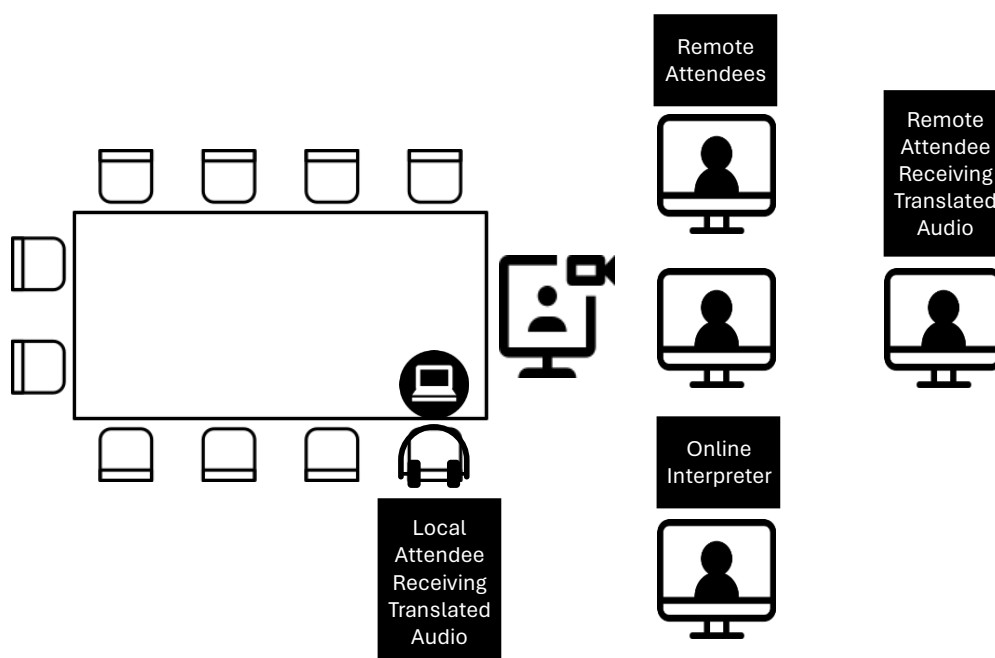 Remote
Attendees
Remote
Attendee
Receiving
Translated
Audio
Online
Interpreter
Local
Attendee
Receiving
Translated
Audio